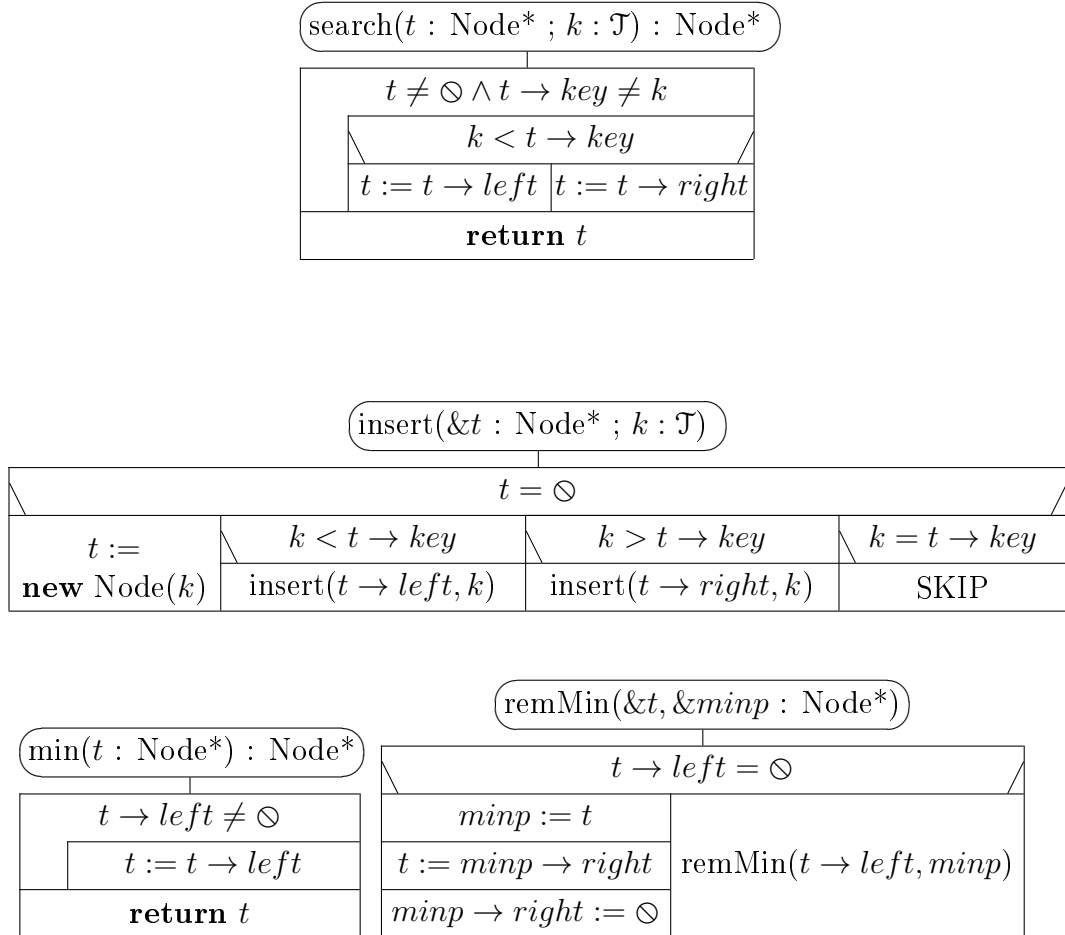 search(t : Node* ; k : 𝒯) : Node*
t ≠ ⦸ ∧ t → key ≠ k
k < t → key
t := t → left
t := t → right
return t
insert(&t : Node* ; k : 𝒯)
t = ⦸
t :=
new Node(k)
k < t → key
insert(t → left, k)
k > t → key
insert(t → right, k)
k = t → key
SKIP
min(t : Node*) : Node*
t → left ≠ ⦸
t := t → left
return t
remMin(&t, &minp : Node*)
t → left = ⦸
minp := t
t := minp → right
minp → right := ⦸
remMin(t → left, minp)